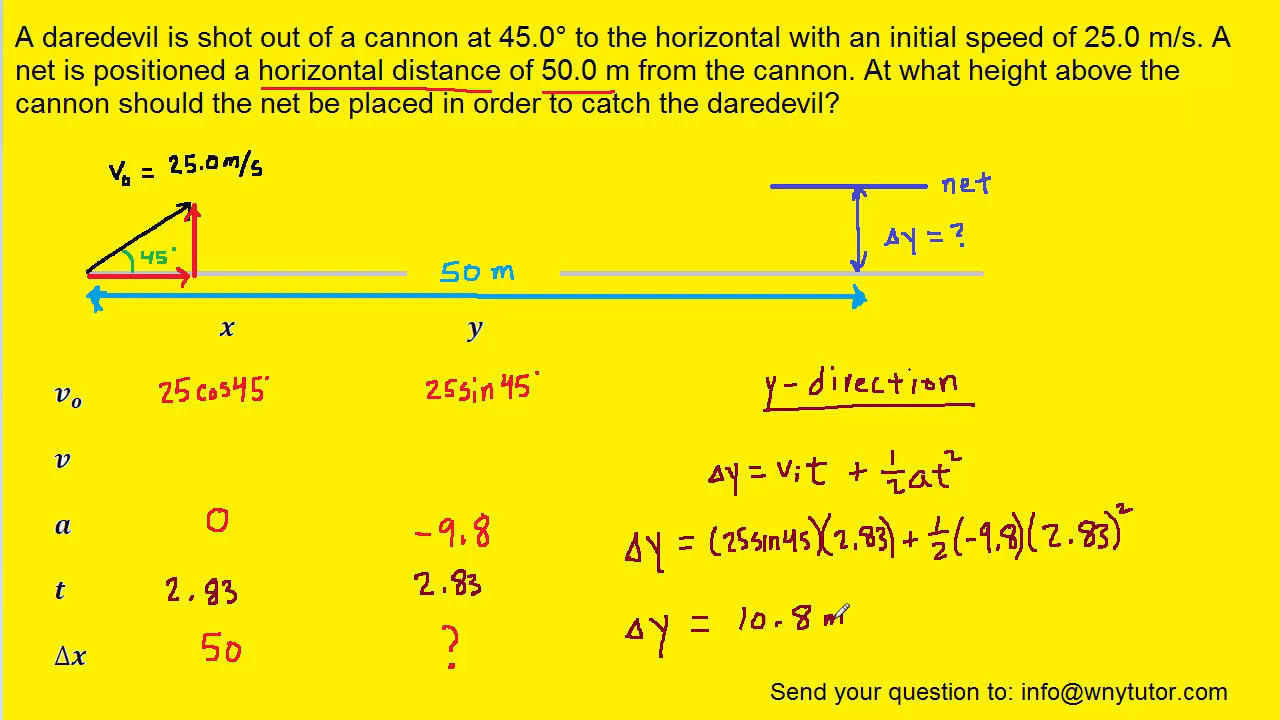 A daredevil is shot out of a cannon at 45.0° to the horizontal with an initial speed of 25.0 m/s. A
net is positioned a horizontal distance of 50.0 m from the cannon. At what height above the
cannon should the net be placed in order to catch the daredevil?
v₀ = 25.0 m/s
net
45°
Δy = ?
50 m
x y
v₀ 25cos45° 25sin45°
y-direction
v
Δy = vᵢt + ½at²
a 0 -9.8
Δy = (25sin45)(2.83) + ½(-9.8)(2.83)²
t 2.83 2.83
Δy = 10.8 m
Δx 50 ?
Send your question to: info@wnytutor.com